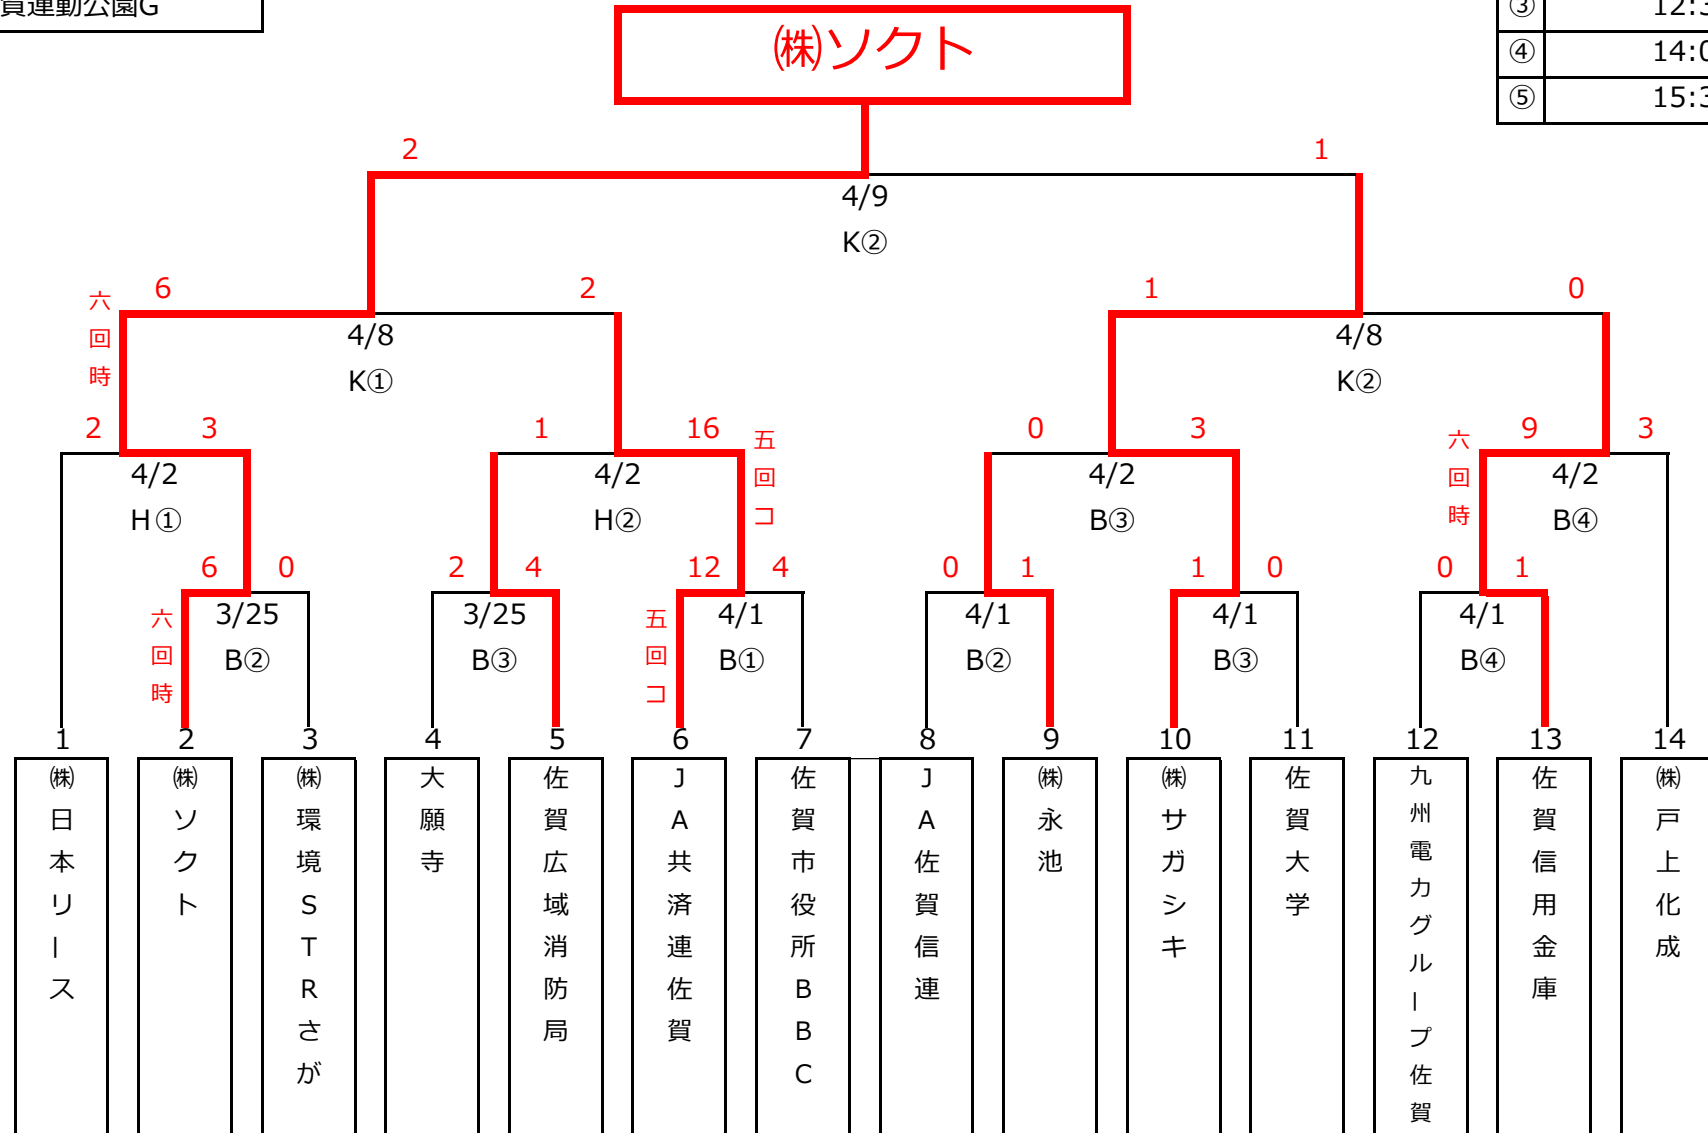 賀運動公園G
㈱ソクト
③ 12:3
④ 14:0
⑤ 15:3
2 1
4/9
K②
6 2 1 0
六回時
4/8 4/8
K① K②
2 3 1 16 0 3 9 3
五回コ
六回時
4/2 4/2 4/2 4/2
H① H② B③ B④
6 0 2 4 12 4 0 1 1 0 0 1
六回時
五回コ
3/25 3/25 4/1 4/1 4/1 4/1
B② B③ B① B② B③ B④
1 2 3 4 5 6 7 8 9 10 11 12 13 14
㈱日本リース
㈱ソクト
㈱環境STRさが
大願寺
佐賀広域消防局
JA共済連佐賀
佐賀市役所BBC
JA佐賀信連
㈱永池
㈱サガシキ
佐賀大学
九州電力グループ佐賀
佐賀信用金庫
㈱戸上化成